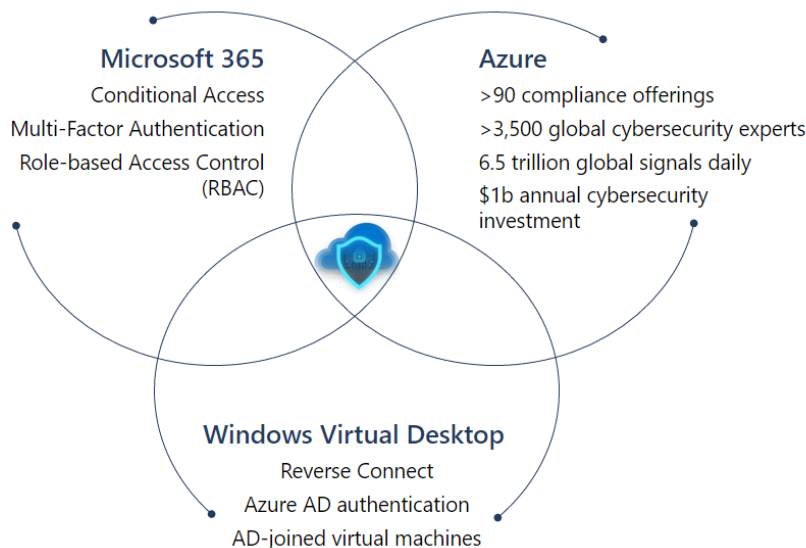 Microsoft 365
Conditional Access
Multi-Factor Authentication
Role-based Access Control
(RBAC)
Azure
>90 compliance offerings
>3,500 global cybersecurity experts
6.5 trillion global signals daily
$1b annual cybersecurity
investment
Windows Virtual Desktop
Reverse Connect
Azure AD authentication
AD-joined virtual machines